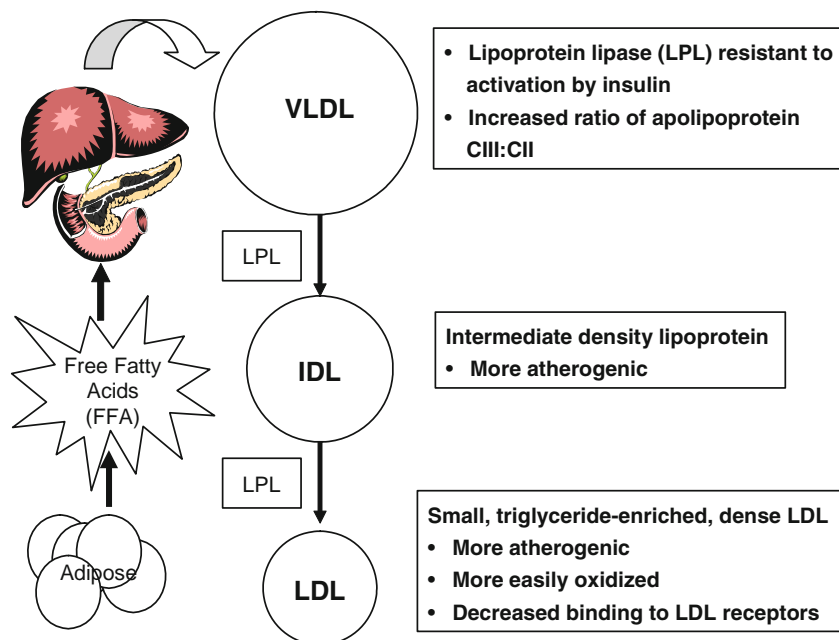 VLDL
• Lipoprotein lipase (LPL) resistant to
activation by insulin
• Increased ratio of apolipoprotein
CIII:CII
LPL
Free Fatty
Acids
(FFA)
IDL
Intermediate density lipoprotein
• More atherogenic
LPL
Adipose
LDL
Small, triglyceride-enriched, dense LDL
• More atherogenic
• More easily oxidized
• Decreased binding to LDL receptors